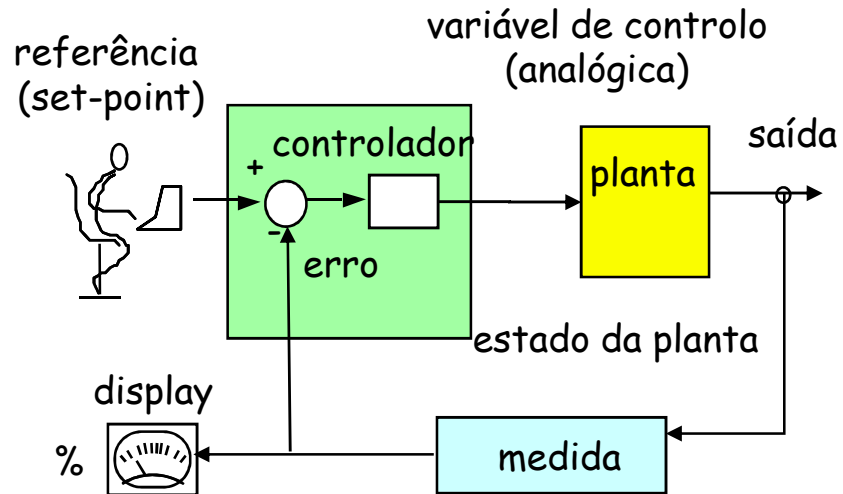 referência
(set-point)
variável de controlo
(analógica)
+
controlador
-
erro
planta
saída
estado da planta
display
%
medida